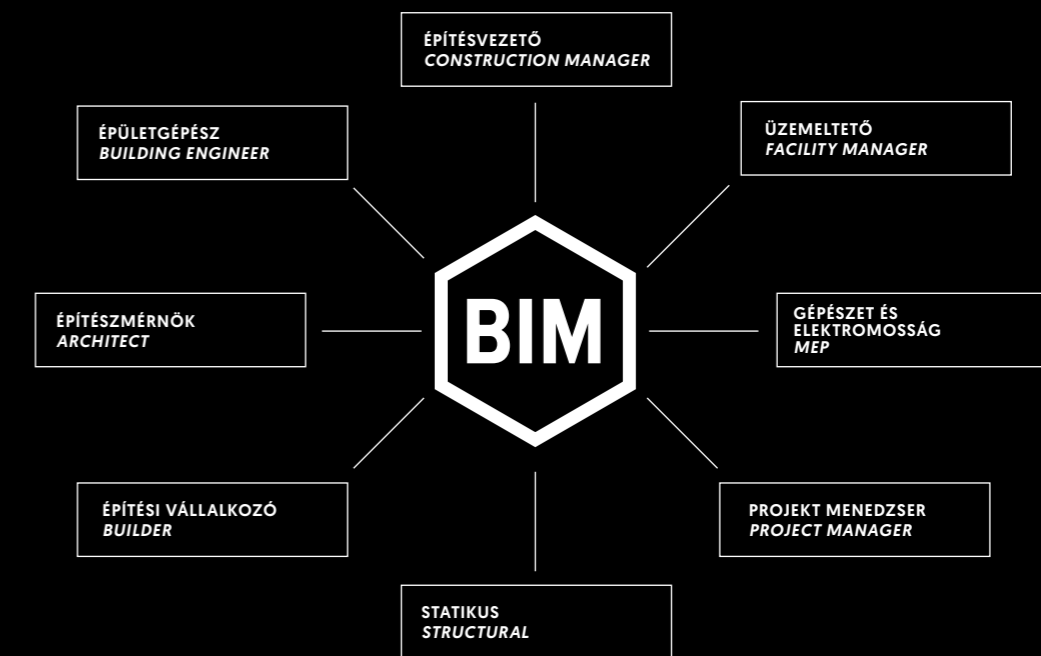 ÉPÍTÉSVEZETŐ
CONSTRUCTION MANAGER
ÉPÜLETGÉPÉSZ
BUILDING ENGINEER
ÜZEMELTETŐ
FACILITY MANAGER
ÉPÍTÉSZMÉRNÖK
ARCHITECT
BIM
GÉPÉSZET ÉS
ELEKTROMOSSÁG
MEP
ÉPÍTÉSI VÁLLALKOZÓ
BUILDER
PROJEKT MENEDZSER
PROJECT MANAGER
STATIKUS
STRUCTURAL